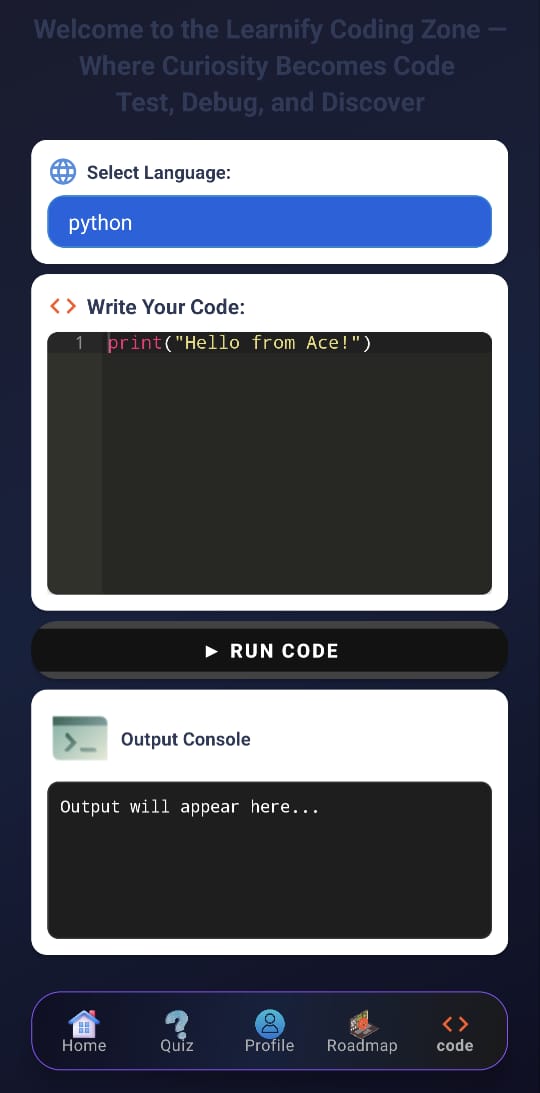 Welcome to the Learnify Coding Zone —
Where Curiosity Becomes Code
Test, Debug, and Discover
Select Language:
python
Write Your Code:
1 print("Hello from Ace!")
► RUN CODE
Output Console
Output will appear here...
Home Quiz Profile Roadmap code